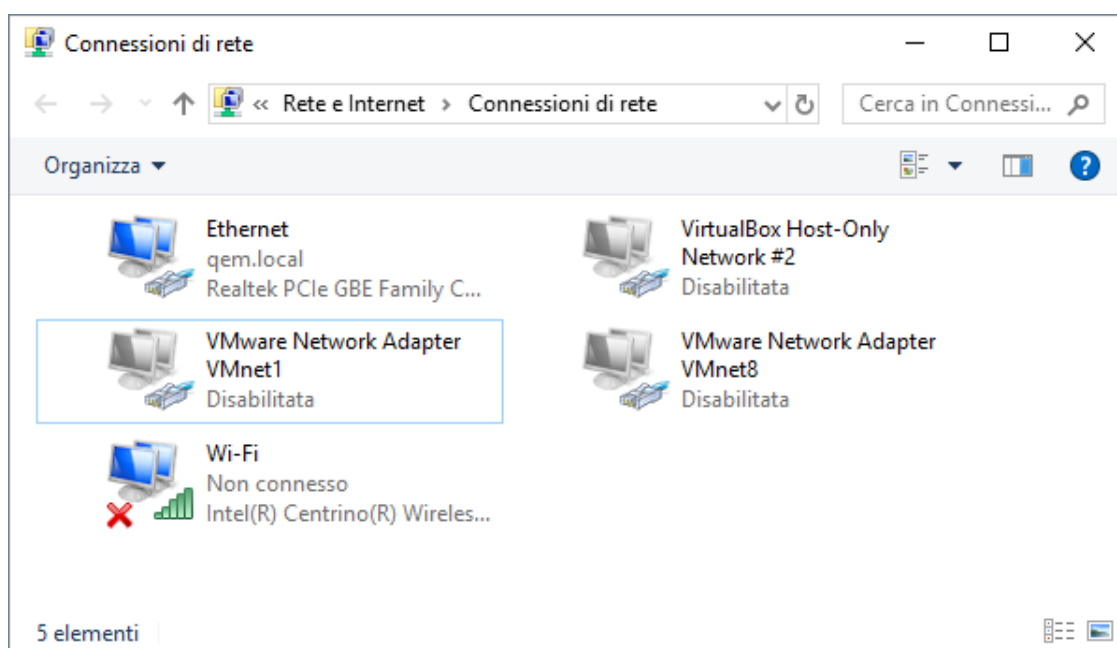 Connessioni di rete
« Rete e Internet > Connessioni di rete
Cerca in Connessi...
Organizza
Ethernet
qem.local
Realtek PCIe GBE Family C...
VirtualBox Host-Only
Network #2
Disabilitata
VMware Network Adapter
VMnet1
Disabilitata
VMware Network Adapter
VMnet8
Disabilitata
Wi-Fi
Non connesso
Intel(R) Centrino(R) Wireles...
5 elementi